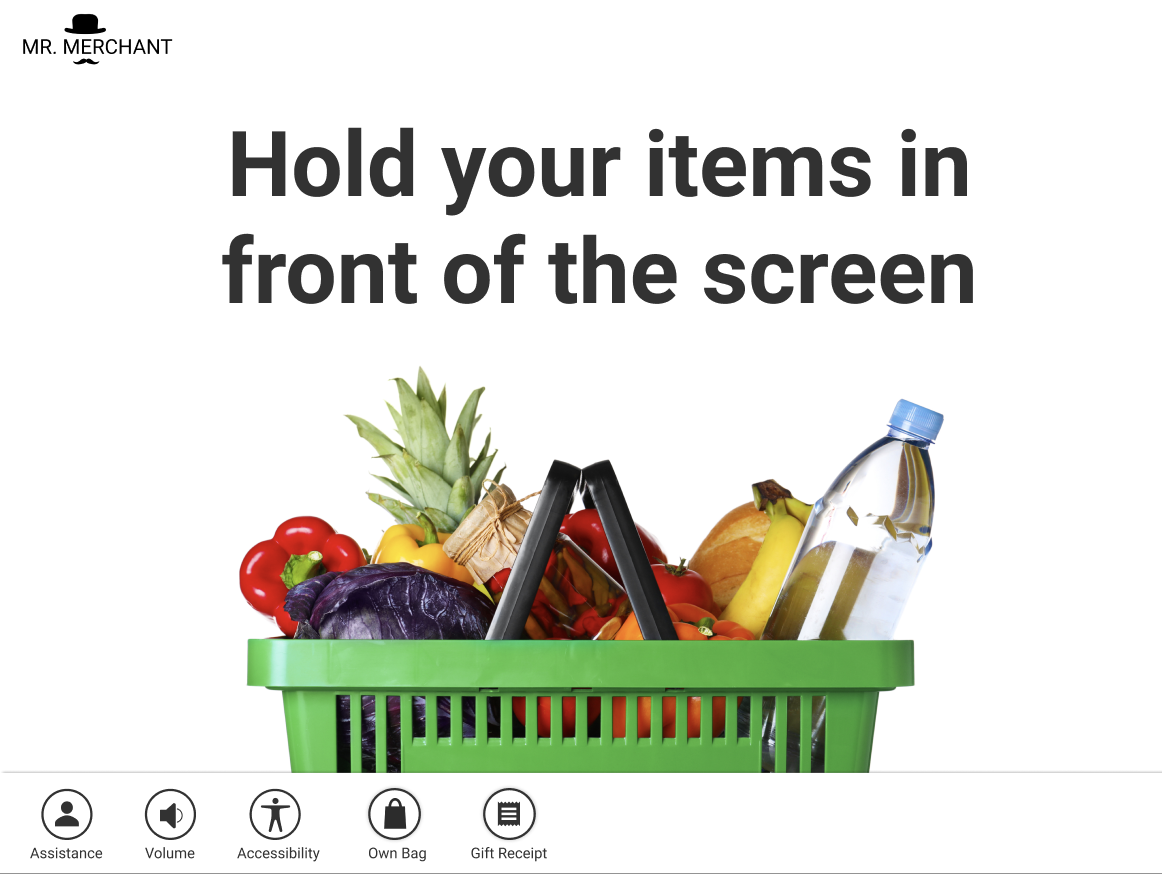 MR. MERCHANT
Hold your items in
front of the screen
Assistance
Volume
Accessibility
Own Bag
Gift Receipt